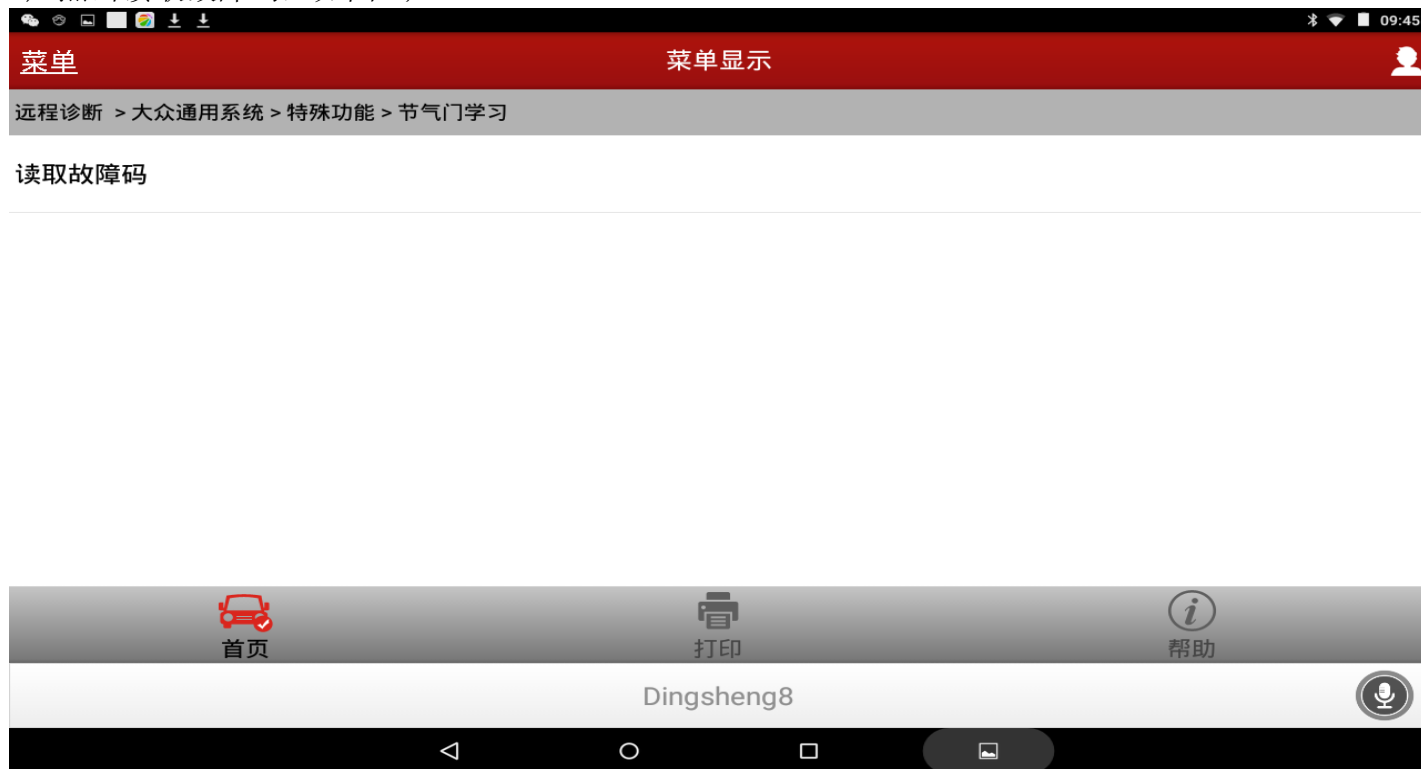 09:45
菜单
菜单显示
远程诊断 > 大众通用系统 > 特殊功能 > 节气门学习
读取故障码
首页
打印
帮助
Dingsheng8